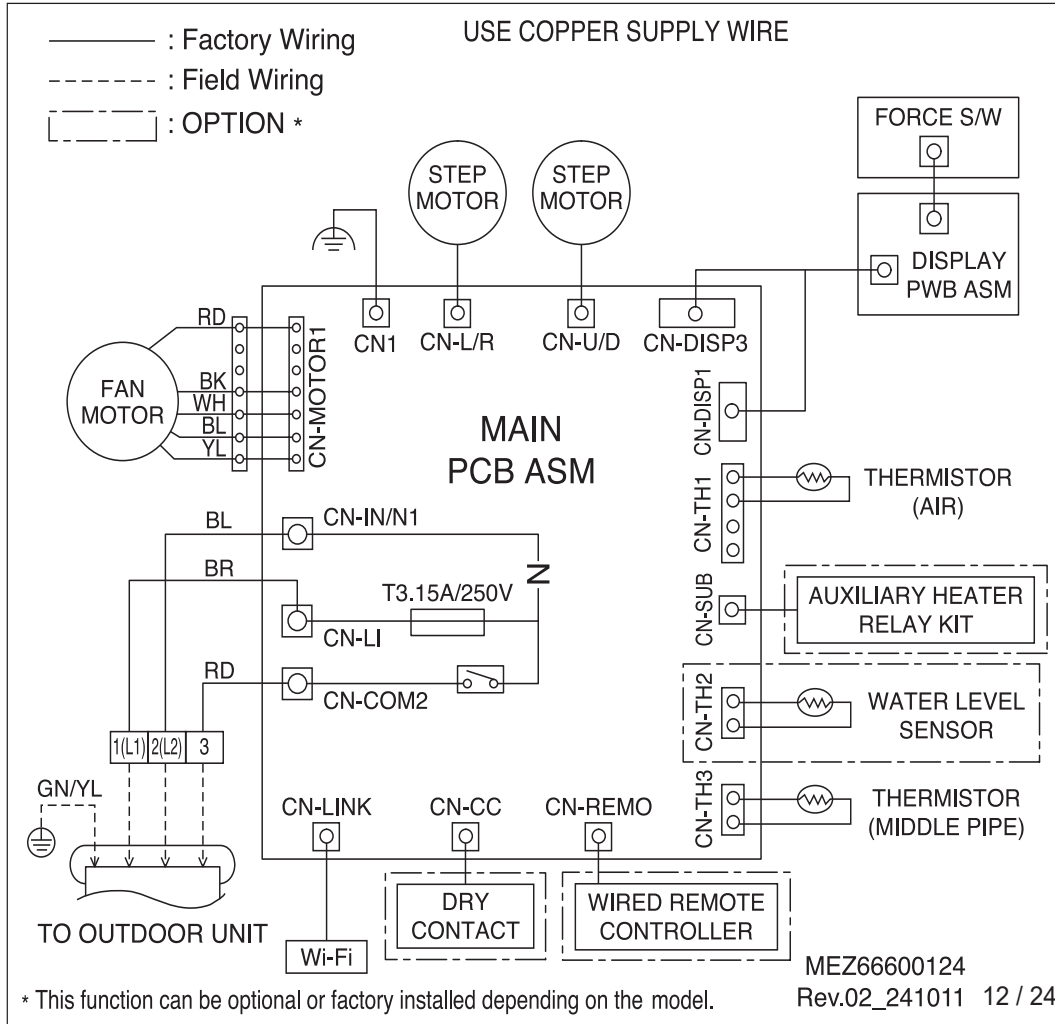 USE COPPER SUPPLY WIRE
: Factory Wiring
: Field Wiring
: OPTION *
FORCE S/W
DISPLAY
PWB ASM
STEP
MOTOR
STEP
MOTOR
CN1
CN-L/R
CN-U/D
CN-DISP3
RD
BK
WH
BL
YL
FAN
MOTOR
CN-MOTOR1
MAIN
PCB ASM
CN-DISP1
CN-TH1
THERMISTOR
(AIR)
BL
CN-IN/N1
BR
T3.15A/250V
N
CN-LI
RD
CN-COM2
CN-SUB
AUXILIARY HEATER
RELAY KIT
CN-TH2
WATER LEVEL
SENSOR
1(L1)
2(L2)
3
GN/YL
CN-TH3
THERMISTOR
(MIDDLE PIPE)
CN-LINK
CN-CC
CN-REMO
TO OUTDOOR UNIT
Wi-Fi
DRY
CONTACT
WIRED REMOTE
CONTROLLER
MEZ66600124
* This function can be optional or factory installed depending on the model.
Rev.02_241011 12 / 24